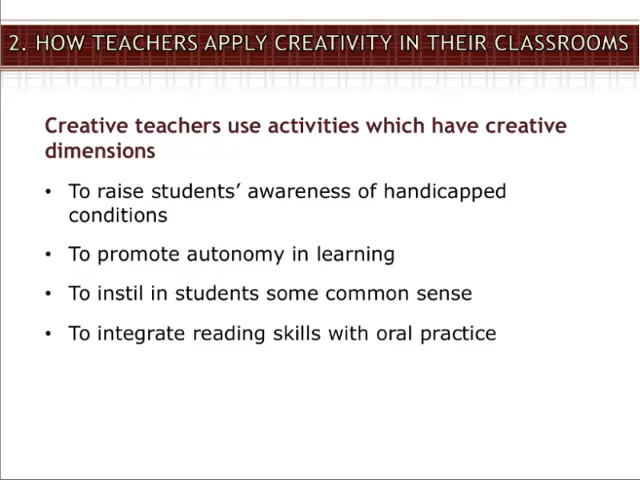 2. HOW TEACHERS APPLY CREATIVITY IN THEIR CLASSROOMS
Creative teachers use activities which have creative
dimensions
• To raise students’ awareness of handicapped
conditions
• To promote autonomy in learning
• To instil in students some common sense
• To integrate reading skills with oral practice